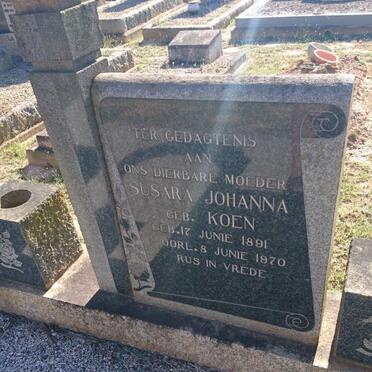 TER GEDAGTENIS
AAN
ONS DIERBARE MOEDER
SUSARA JOHANNA
GEB. KOEN
GEB. 17 JUNIE 1891
OORL. 8 JUNIE 1970
RUS IN VREDE